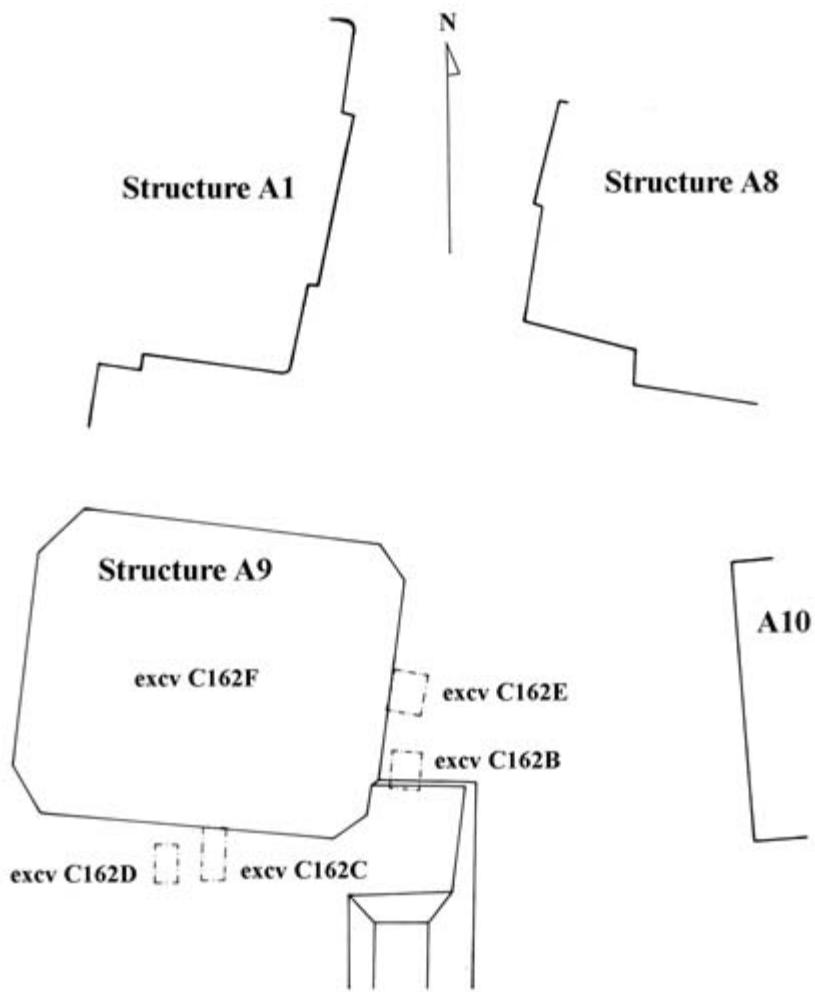 N
Structure A1
Structure A8
Structure A9
A10
excv C162F
excv C162E
excv C162B
excv C162D
excv C162C